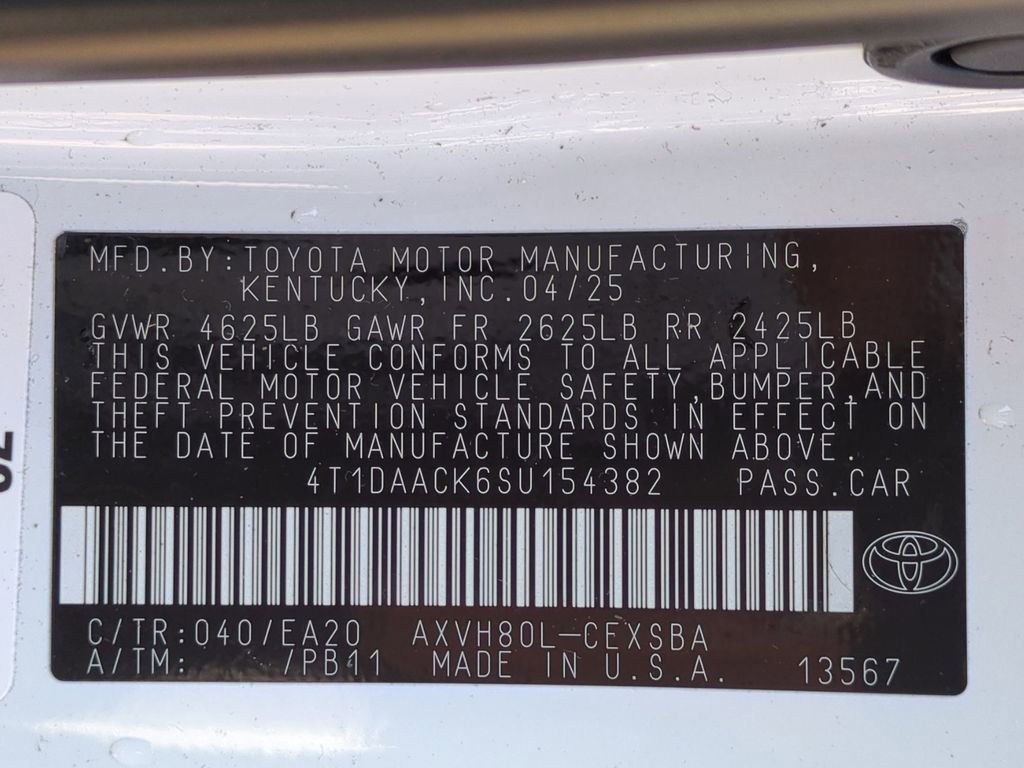 MFD.BY:TOYOTA MOTOR MANUFACTURING,
KENTUCKY,INC.04/25
GVWR 4625LB GAWR FR 2625LB RR 2425LB
THIS VEHICLE CONFORMS TO ALL APPLICABLE
FEDERAL MOTOR VEHICLE SAFETY,BUMPER,AND
THEFT PREVENTION STANDARDS IN EFFECT ON
THE DATE OF MANUFACTURE SHOWN ABOVE.
4T1DAACK6SU154382 PASS.CAR
C/TR:040/EA20 AXVH80L-CEXSBA
A/TM: /PB11 MADE IN U.S.A. 13567